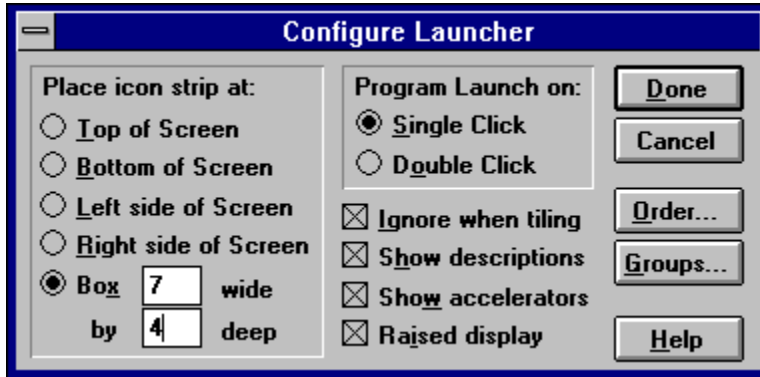 Configure Launcher
Place icon strip at:
Top of Screen
Bottom of Screen
Left side of Screen
Right side of Screen
Box 7 wide
by 4 deep
Program Launch on:
Single Click
Double Click
Ignore when tiling
Show descriptions
Show accelerators
Raised display
Done
Cancel
Order...
Groups...
Help